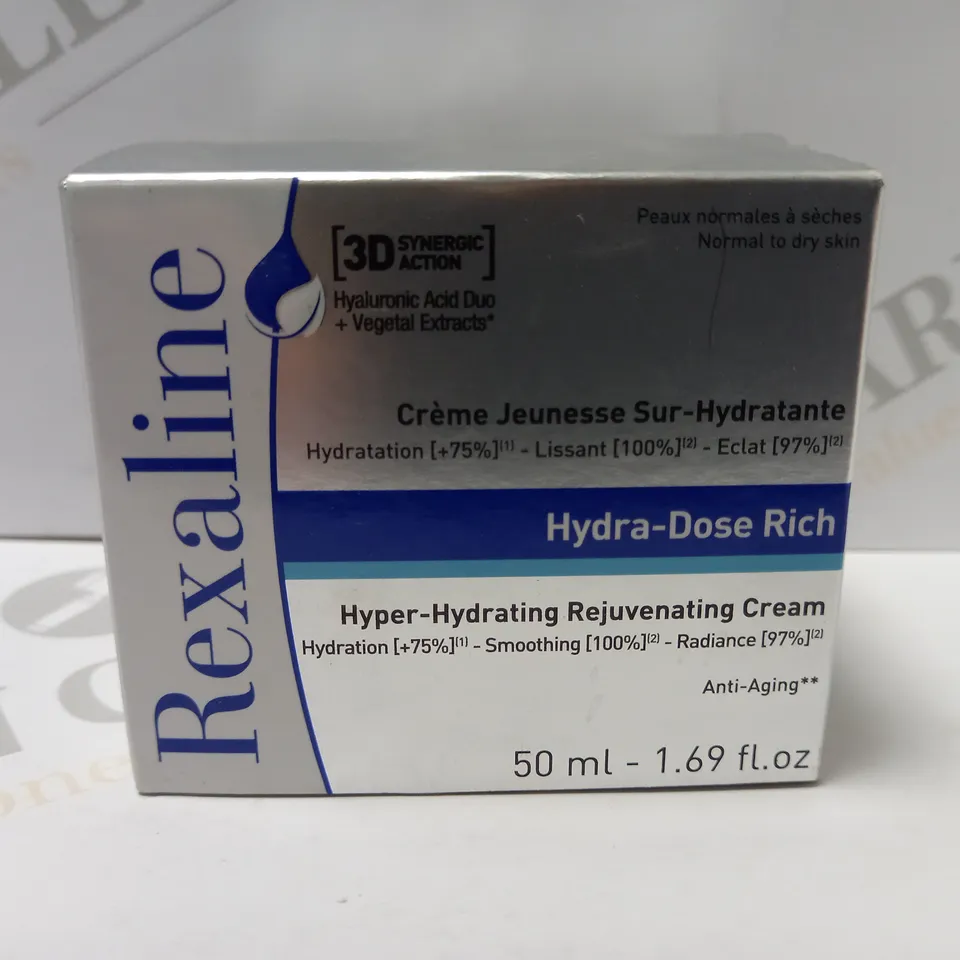 Rexaline
[3D SYNERGIC
ACTION]
Hyaluronic Acid Duo
+ Vegetal Extracts*
Peaux normales à sèches
Normal to dry skin
Crème Jeunesse Sur-Hydratante
Hydratation [+75%](1) - Lissant [100%](2) - Eclat [97%](2)
Hydra-Dose Rich
Hyper-Hydrating Rejuvenating Cream
Hydration [+75%](1) - Smoothing [100%](2) - Radiance [97%](2)
Anti-Aging**
50 ml - 1.69 fl.oz